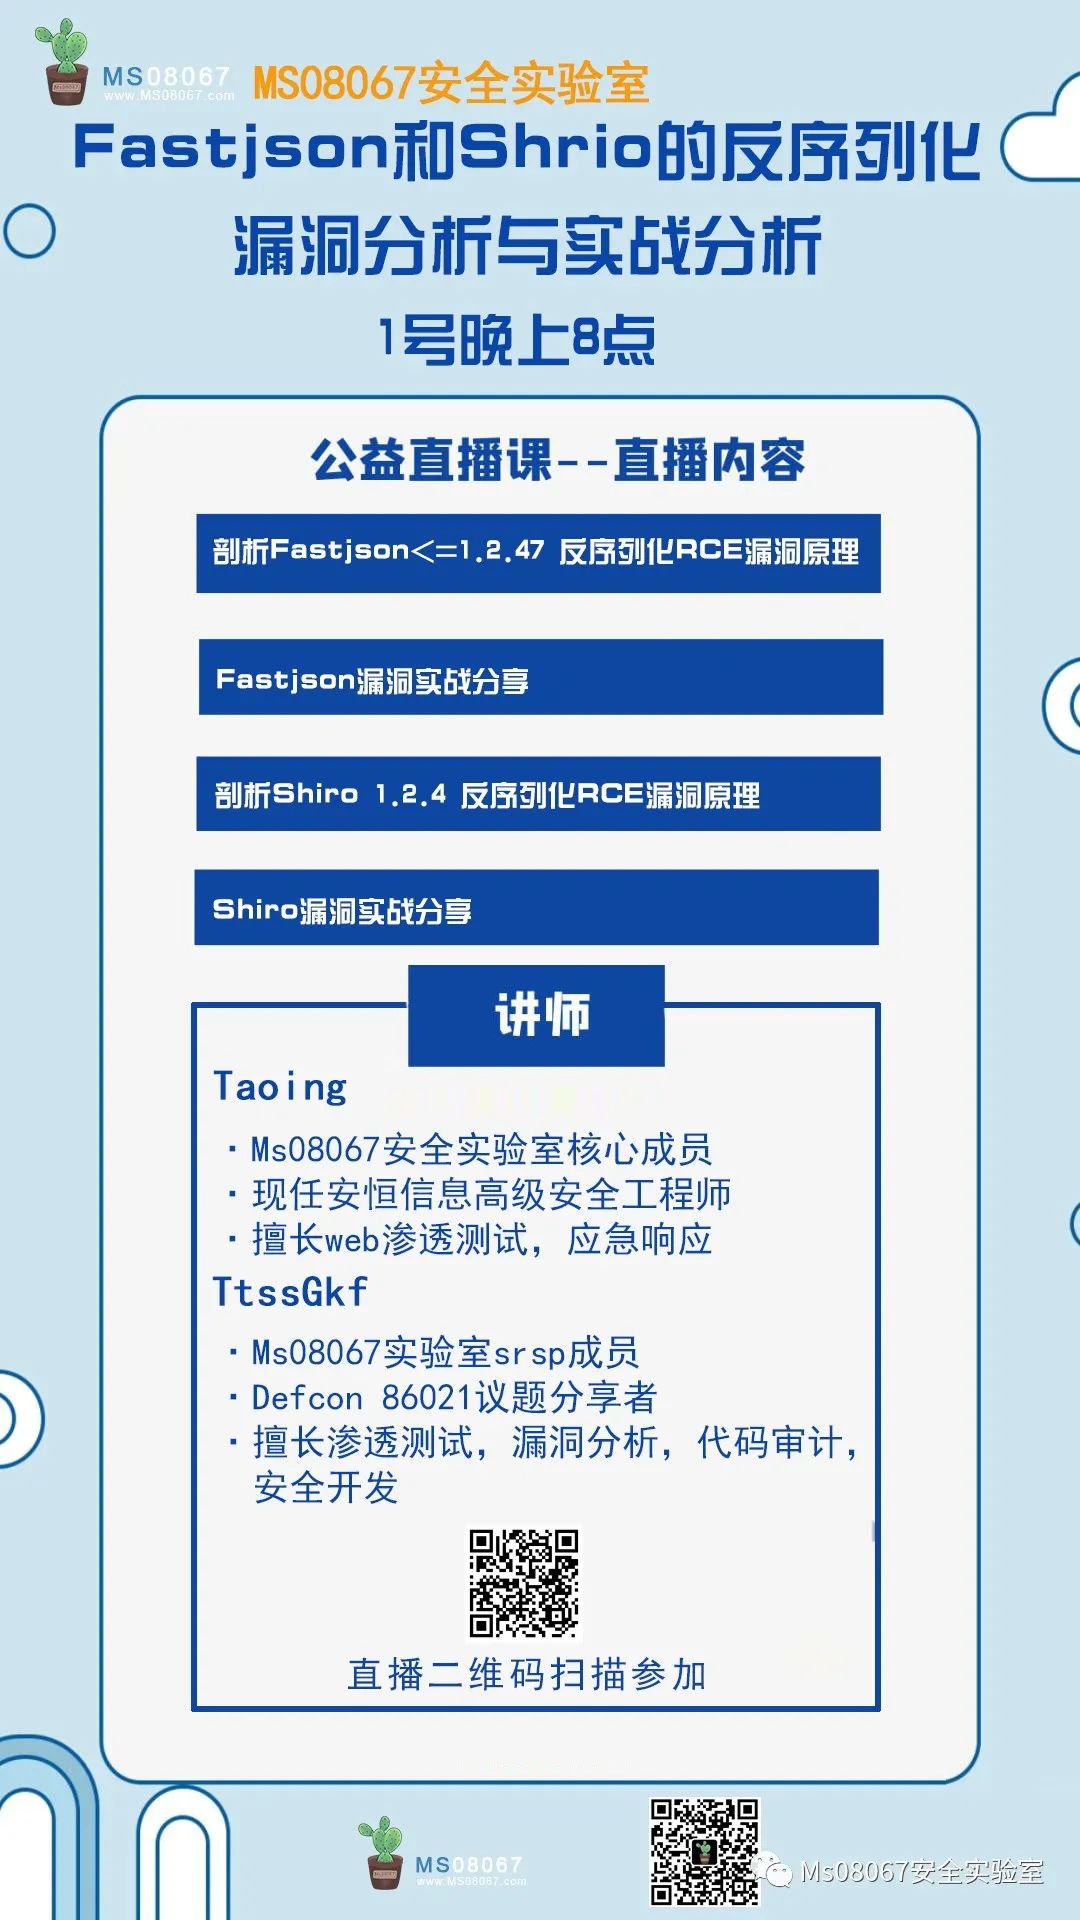 MS08067
www.MS08067.com
MS08067安全实验室
Fastjson和Shrio的反序列化
漏洞分析与实战分析
1号晚上8点
公益直播课--直播内容
剖析Fastjson<=1.2.47 反序列化RCE漏洞原理
Fastjson漏洞实战分享
剖析Shiro 1.2.4 反序列化RCE漏洞原理
Shiro漏洞实战分享
讲师
Taoing
·Ms08067安全实验室核心成员
·现任安恒信息高级安全工程师
·擅长web渗透测试，应急响应
TtssGkf
·Ms08067实验室srsp成员
·Defcon 86021议题分享者
·擅长渗透测试，漏洞分析，代码审计，
安全开发
直播二维码扫描参加
MS08067
www.MS08067.com
Ms08067安全实验室